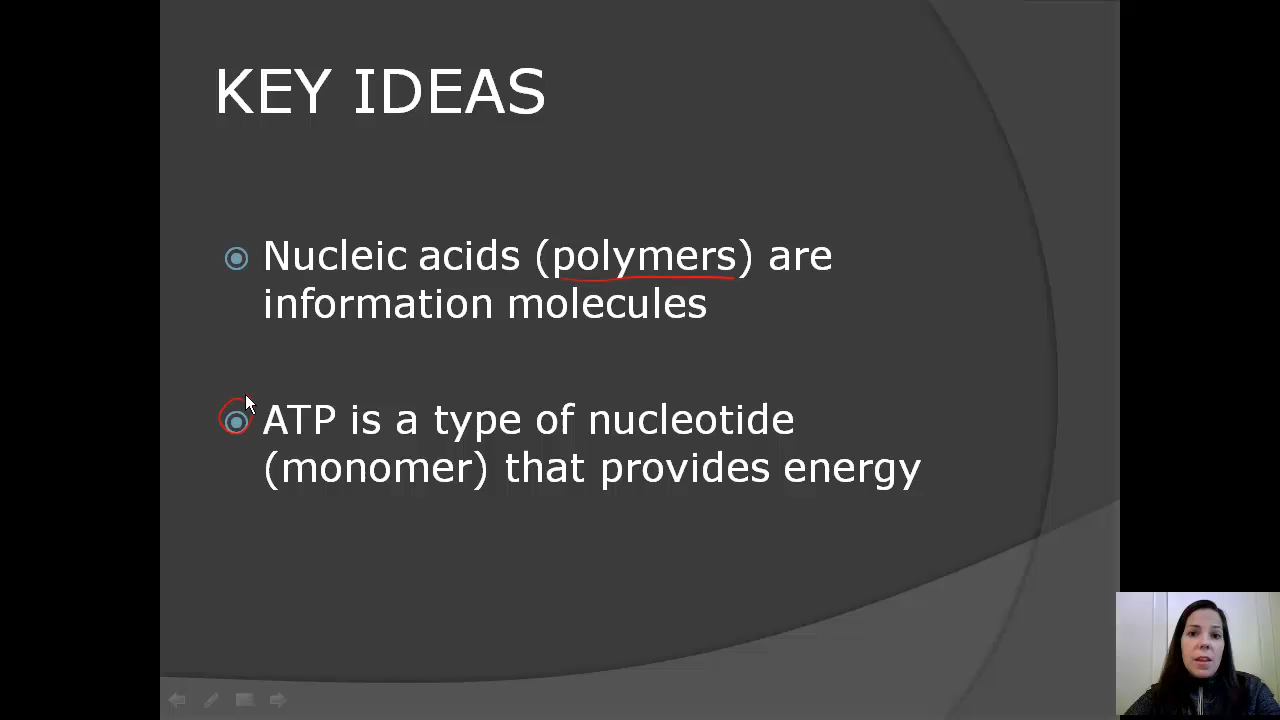 KEY IDEAS
Nucleic acids (polymers) are
information molecules
ATP is a type of nucleotide
(monomer) that provides energy